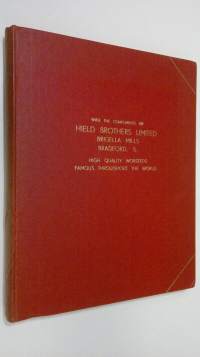 WITH THE COMPLIMENTS OF
HIELD BROTHERS LIMITED
BRIGELLA MILLS
BRADFORD, 5.
HIGH QUALITY WORSTEDS
FAMOUS THROUGHOUT THE WORLD